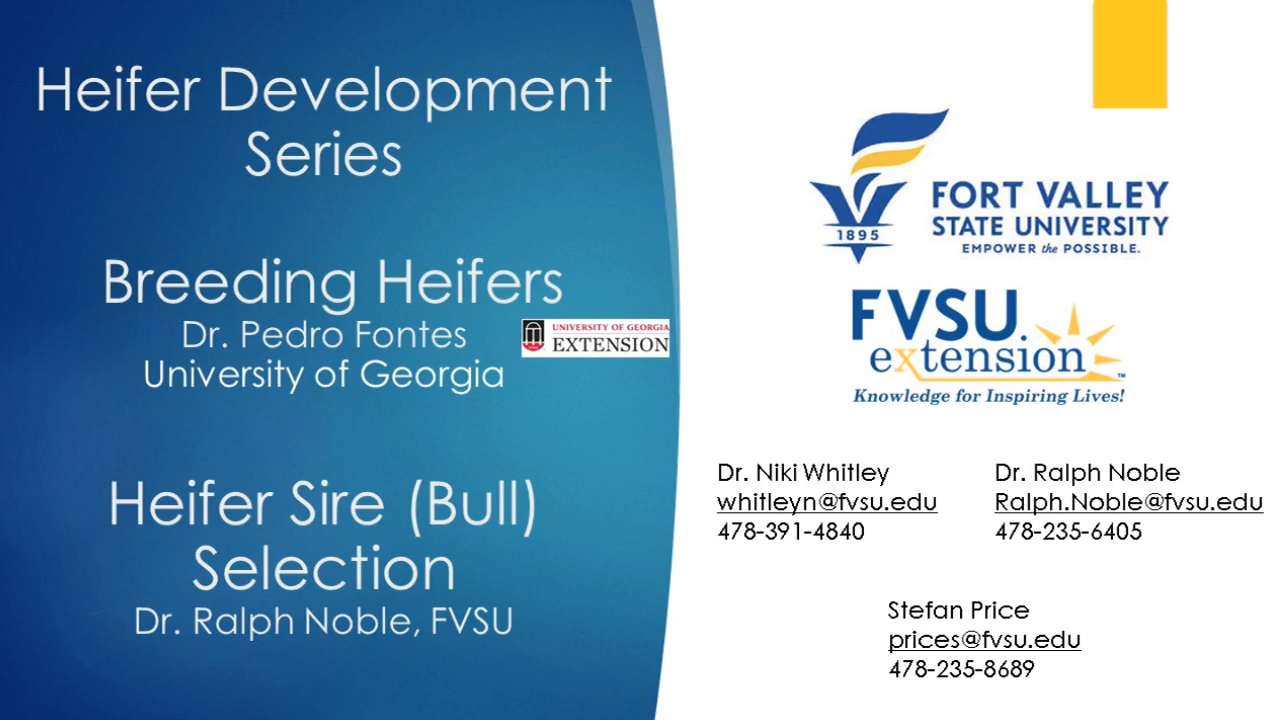 Heifer Development
Series
Breeding Heifers
Dr. Pedro Fontes
University of Georgia
UNIVERSITY OF GEORGIA
EXTENSION
Heifer Sire (Bull)
Selection
Dr. Ralph Noble, FVSU
1895
FORT VALLEY
STATE UNIVERSITY
EMPOWER the POSSIBLE.
FVSU.
extension™
Knowledge for Inspiring Lives!
Dr. Niki Whitley
whitleyn@fvsu.edu
478-391-4840
Dr. Ralph Noble
Ralph.Noble@fvsu.edu
478-235-6405
Stefan Price
prices@fvsu.edu
478-235-8689